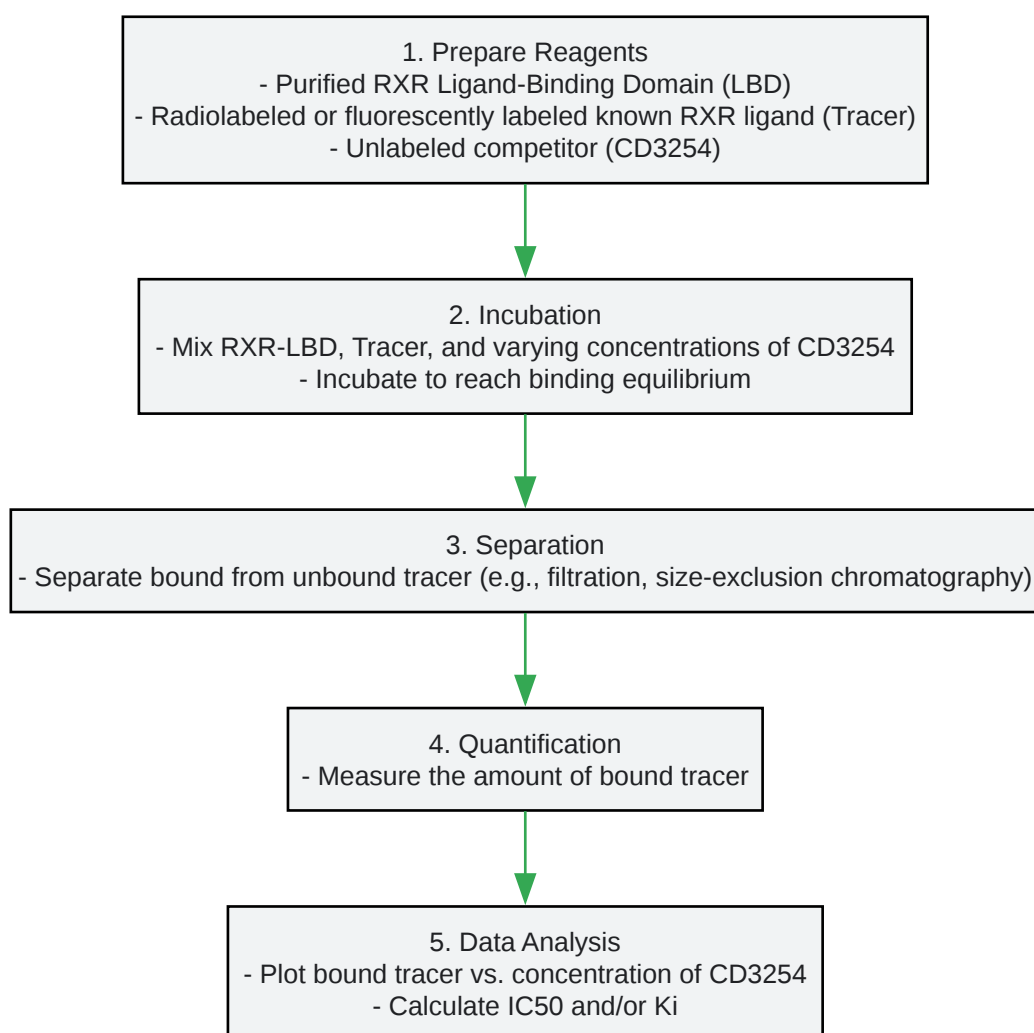 1. Prepare Reagents
- Purified RXR Ligand-Binding Domain (LBD)
- Radiolabeled or fluorescently labeled known RXR ligand (Tracer)
- Unlabeled competitor (CD3254)
2. Incubation
- Mix RXR-LBD, Tracer, and varying concentrations of CD3254
- Incubate to reach binding equilibrium
3. Separation
- Separate bound from unbound tracer (e.g., filtration, size-exclusion chromatography)
4. Quantification
- Measure the amount of bound tracer
5. Data Analysis
- Plot bound tracer vs. concentration of CD3254
- Calculate IC50 and/or Ki